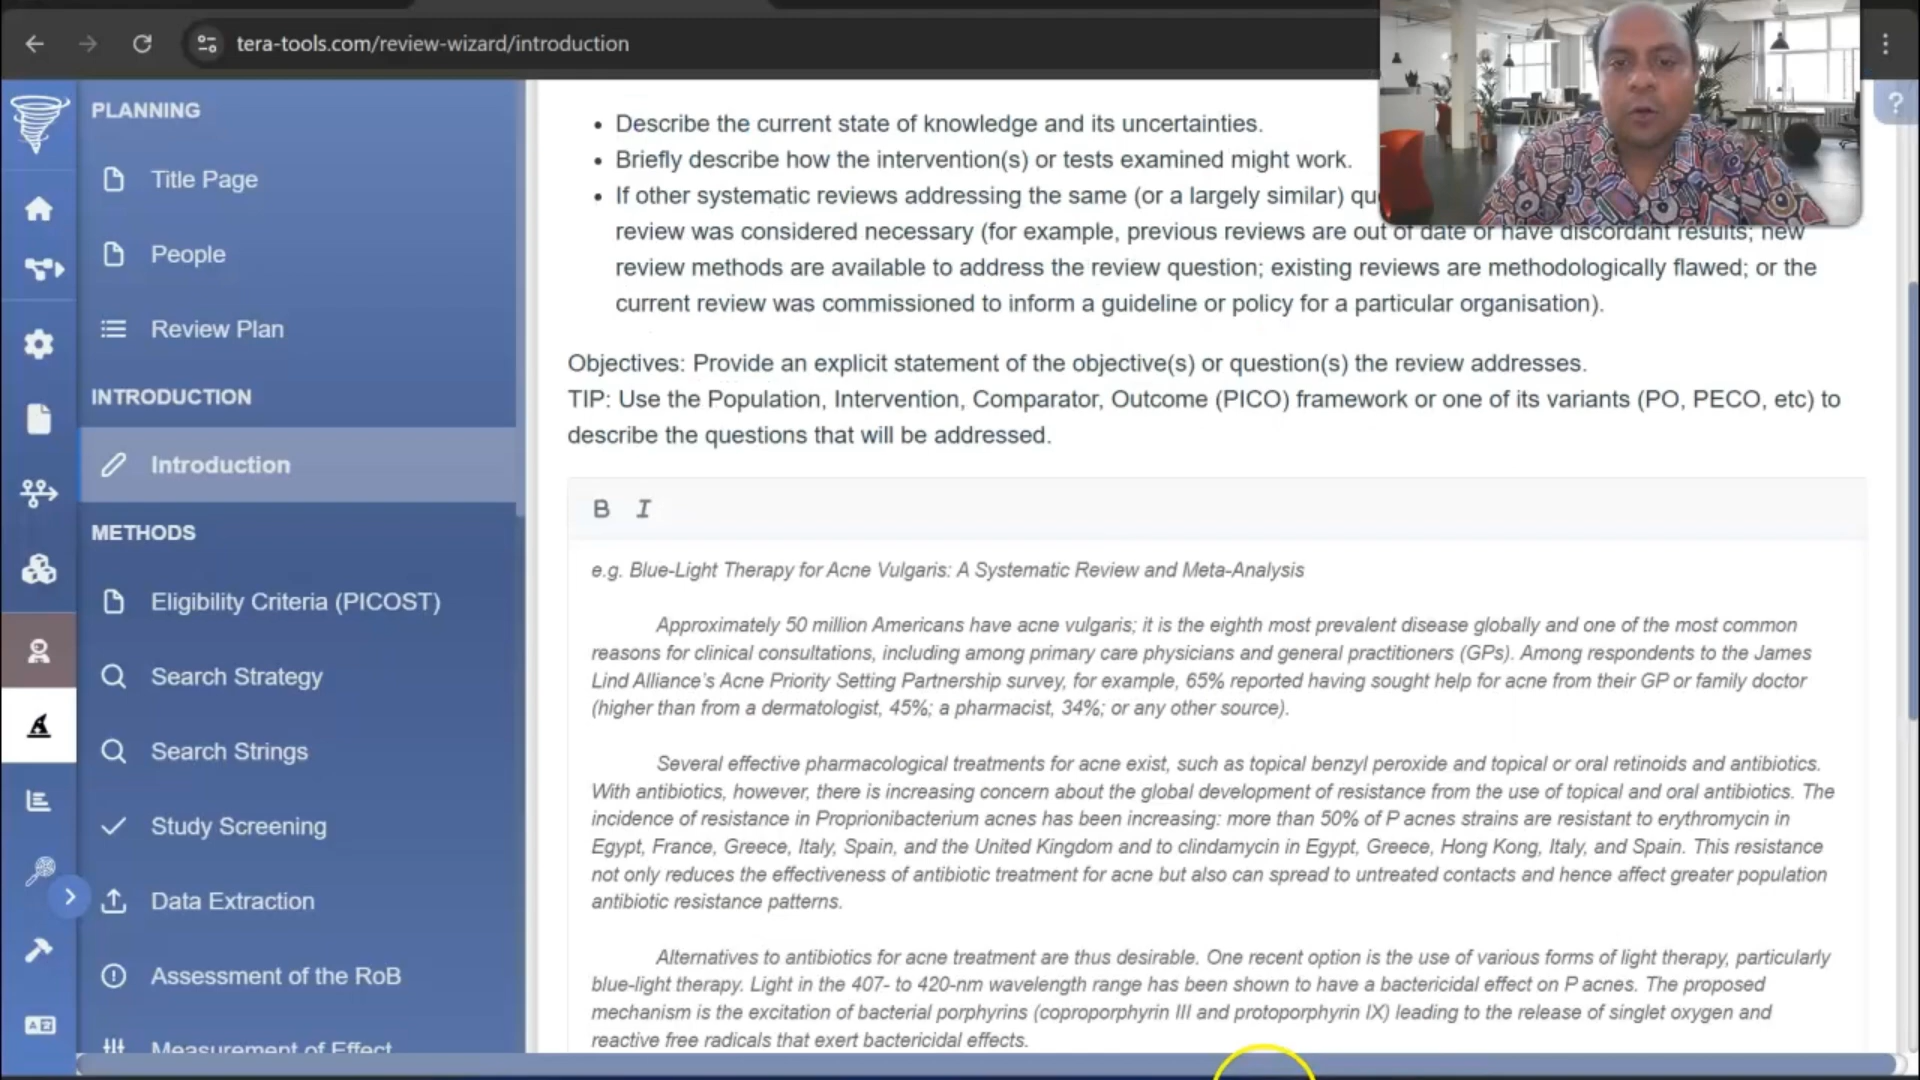 tera-tools.com/review-wizard/introduction
PLANNING
Title Page
People
Review Plan
INTRODUCTION
Introduction
METHODS
Eligibility Criteria (PICOST)
Search Strategy
Search Strings
Study Screening
Data Extraction
Assessment of the RoB
Measurement of Effect
?
• Describe the current state of knowledge and its uncertainties.
• Briefly describe how the intervention(s) or tests examined might work.
• If other systematic reviews addressing the same (or a largely similar)
review was considered necessary (for example, previous reviews are out of date or have discordant results; new
review methods are available to address the review question; existing reviews are methodologically flawed; or the
current review was commissioned to inform a guideline or policy for a particular organisation).
Objectives: Provide an explicit statement of the objective(s) or question(s) the review addresses.
TIP: Use the Population, Intervention, Comparator, Outcome (PICO) framework or one of its variants (PO, PECO, etc) to
describe the questions that will be addressed.
B I
e.g. Blue-Light Therapy for Acne Vulgaris: A Systematic Review and Meta-Analysis
Approximately 50 million Americans have acne vulgaris; it is the eighth most prevalent disease globally and one of the most common
reasons for clinical consultations, including among primary care physicians and general practitioners (GPs). Among respondents to the James
Lind Alliance's Acne Priority Setting Partnership survey, for example, 65% reported having sought help for acne from their GP or family doctor
(higher than from a dermatologist, 45%; a pharmacist, 34%; or any other source).
Several effective pharmacological treatments for acne exist, such as topical benzyl peroxide and topical or oral retinoids and antibiotics.
With antibiotics, however, there is increasing concern about the global development of resistance from the use of topical and oral antibiotics. The
incidence of resistance in Proprionibacterium acnes has been increasing: more than 50% of P acnes strains are resistant to erythromycin in
Egypt, France, Greece, Italy, Spain, and the United Kingdom and to clindamycin in Egypt, Greece, Hong Kong, Italy, and Spain. This resistance
not only reduces the effectiveness of antibiotic treatment for acne but also can spread to untreated contacts and hence affect greater population
antibiotic resistance patterns.
Alternatives to antibiotics for acne treatment are thus desirable. One recent option is the use of various forms of light therapy, particularly
blue-light therapy. Light in the 407- to 420-nm wavelength range has been shown to have a bactericidal effect on P acnes. The proposed
mechanism is the excitation of bacterial porphyrins (coproporphyrin III and protoporphyrin IX) leading to the release of singlet oxygen and
reactive free radicals that exert bactericidal effects.